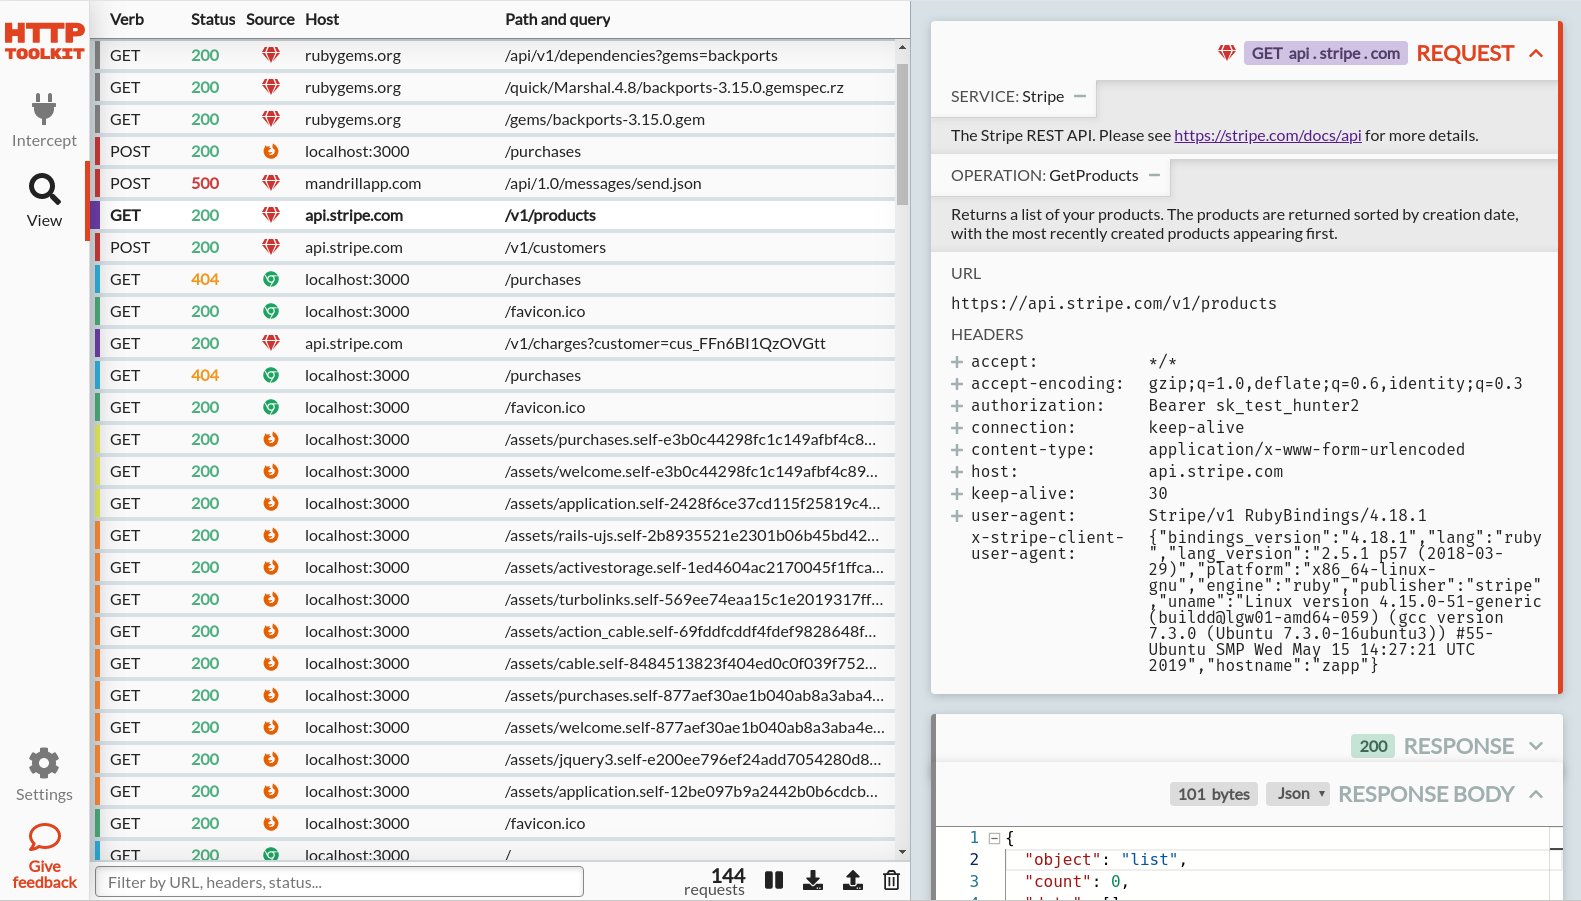 HTTP
TOOLKIT
Intercept
View
Settings
Give
feedback
Verb Status Source Host Path and query
GET 200 rubygems.org /api/v1/dependencies?gems=backports
GET 200 rubygems.org /quick/Marshal.4.8/backports-3.15.0.gemspec.rz
GET 200 rubygems.org /gems/backports-3.15.0.gem
POST 200 localhost:3000 /purchases
POST 500 mandrillapp.com /api/1.0/messages/send.json
GET 200 api.stripe.com /v1/products
POST 200 api.stripe.com /v1/customers
GET 404 localhost:3000 /purchases
GET 200 localhost:3000 /favicon.ico
GET 200 api.stripe.com /v1/charges?customer=cus_FFn6BI1QzOVGtt
GET 404 localhost:3000 /purchases
GET 200 localhost:3000 /favicon.ico
GET 200 localhost:3000 /assets/purchases.self-e3b0c44298fc1c149afbf4c8...
GET 200 localhost:3000 /assets/welcome.self-e3b0c44298fc1c149afbf4c89...
GET 200 localhost:3000 /assets/application.self-2428f6ce37cd115f25819c4...
GET 200 localhost:3000 /assets/rails-ujs.self-2b8935521e2301b06b45bd42...
GET 200 localhost:3000 /assets/activestorage.self-1ed4604ac2170045f1ffca...
GET 200 localhost:3000 /assets/turbolinks.self-569ee74eaa15c1e2019317ff...
GET 200 localhost:3000 /assets/action_cable.self-69fddfcddf4fdef9828648f...
GET 200 localhost:3000 /assets/cable.self-8484513823f404ed0c0f039f752...
GET 200 localhost:3000 /assets/purchases.self-877aef30ae1b040ab8a3aba4...
GET 200 localhost:3000 /assets/welcome.self-877aef30ae1b040ab8a3aba4e...
GET 200 localhost:3000 /assets/jquery3.self-e200ee796ef24add7054280d8...
GET 200 localhost:3000 /assets/application.self-12be097b9a2442b0b6cdcb...
GET 200 localhost:3000 /favicon.ico
GET 200 localhost:3000 /
Filter by URL, headers, status...
144
requests
GET api.stripe.com REQUEST
SERVICE: Stripe
The Stripe REST API. Please see https://stripe.com/docs/api for more details.
OPERATION: GetProducts
Returns a list of your products. The products are returned sorted by creation date,
with the most recently created products appearing first.
URL
https://api.stripe.com/v1/products
HEADERS
accept: */*
accept-encoding: gzip;q=1.0,deflate;q=0.6,identity;q=0.3
authorization: Bearer sk_test_hunter2
connection: keep-alive
content-type: application/x-www-form-urlencoded
host: api.stripe.com
keep-alive: 30
user-agent: Stripe/v1 RubyBindings/4.18.1
x-stripe-client- {"bindings_version":"4.18.1","lang":"ruby
user-agent: ","lang_version":"2.5.1 p57 (2018-03-
29)","platform":"x86_64-linux-
gnu","engine":"ruby","publisher":"stripe"
,"uname":"Linux version 4.15.0-51-generic
(buildd@lgw01-amd64-059) (gcc version
7.3.0 (Ubuntu 7.3.0-16ubuntu3)) #55-
Ubuntu SMP Wed May 15 14:27:21 UTC
2019","hostname":"zapp"}
200 RESPONSE
101 bytes Json RESPONSE BODY
1 {
2 "object": "list",
3 "count": 0,